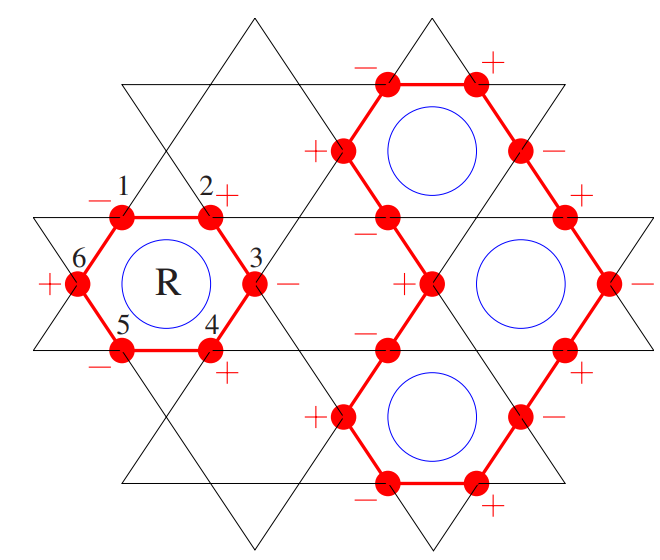 − +
+ −
1 2
− + − +
6 3
+ R − + −
5 4
− + − +
+ −
− +